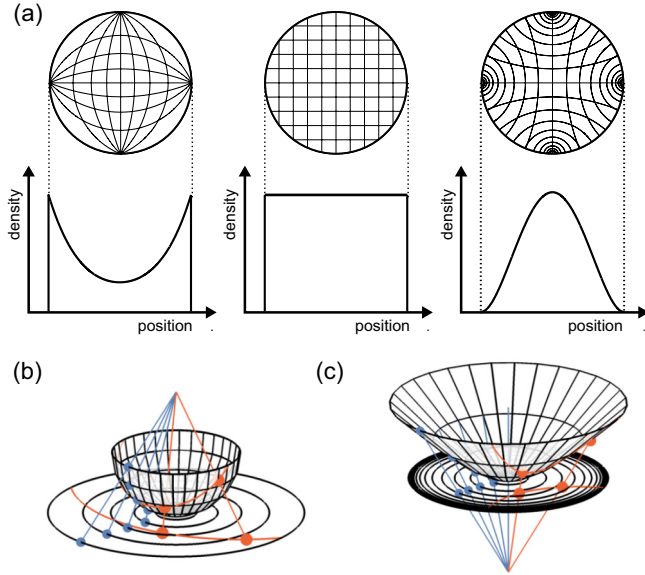 (a)
density
position .
density
position .
density
position .
(b)
(c)